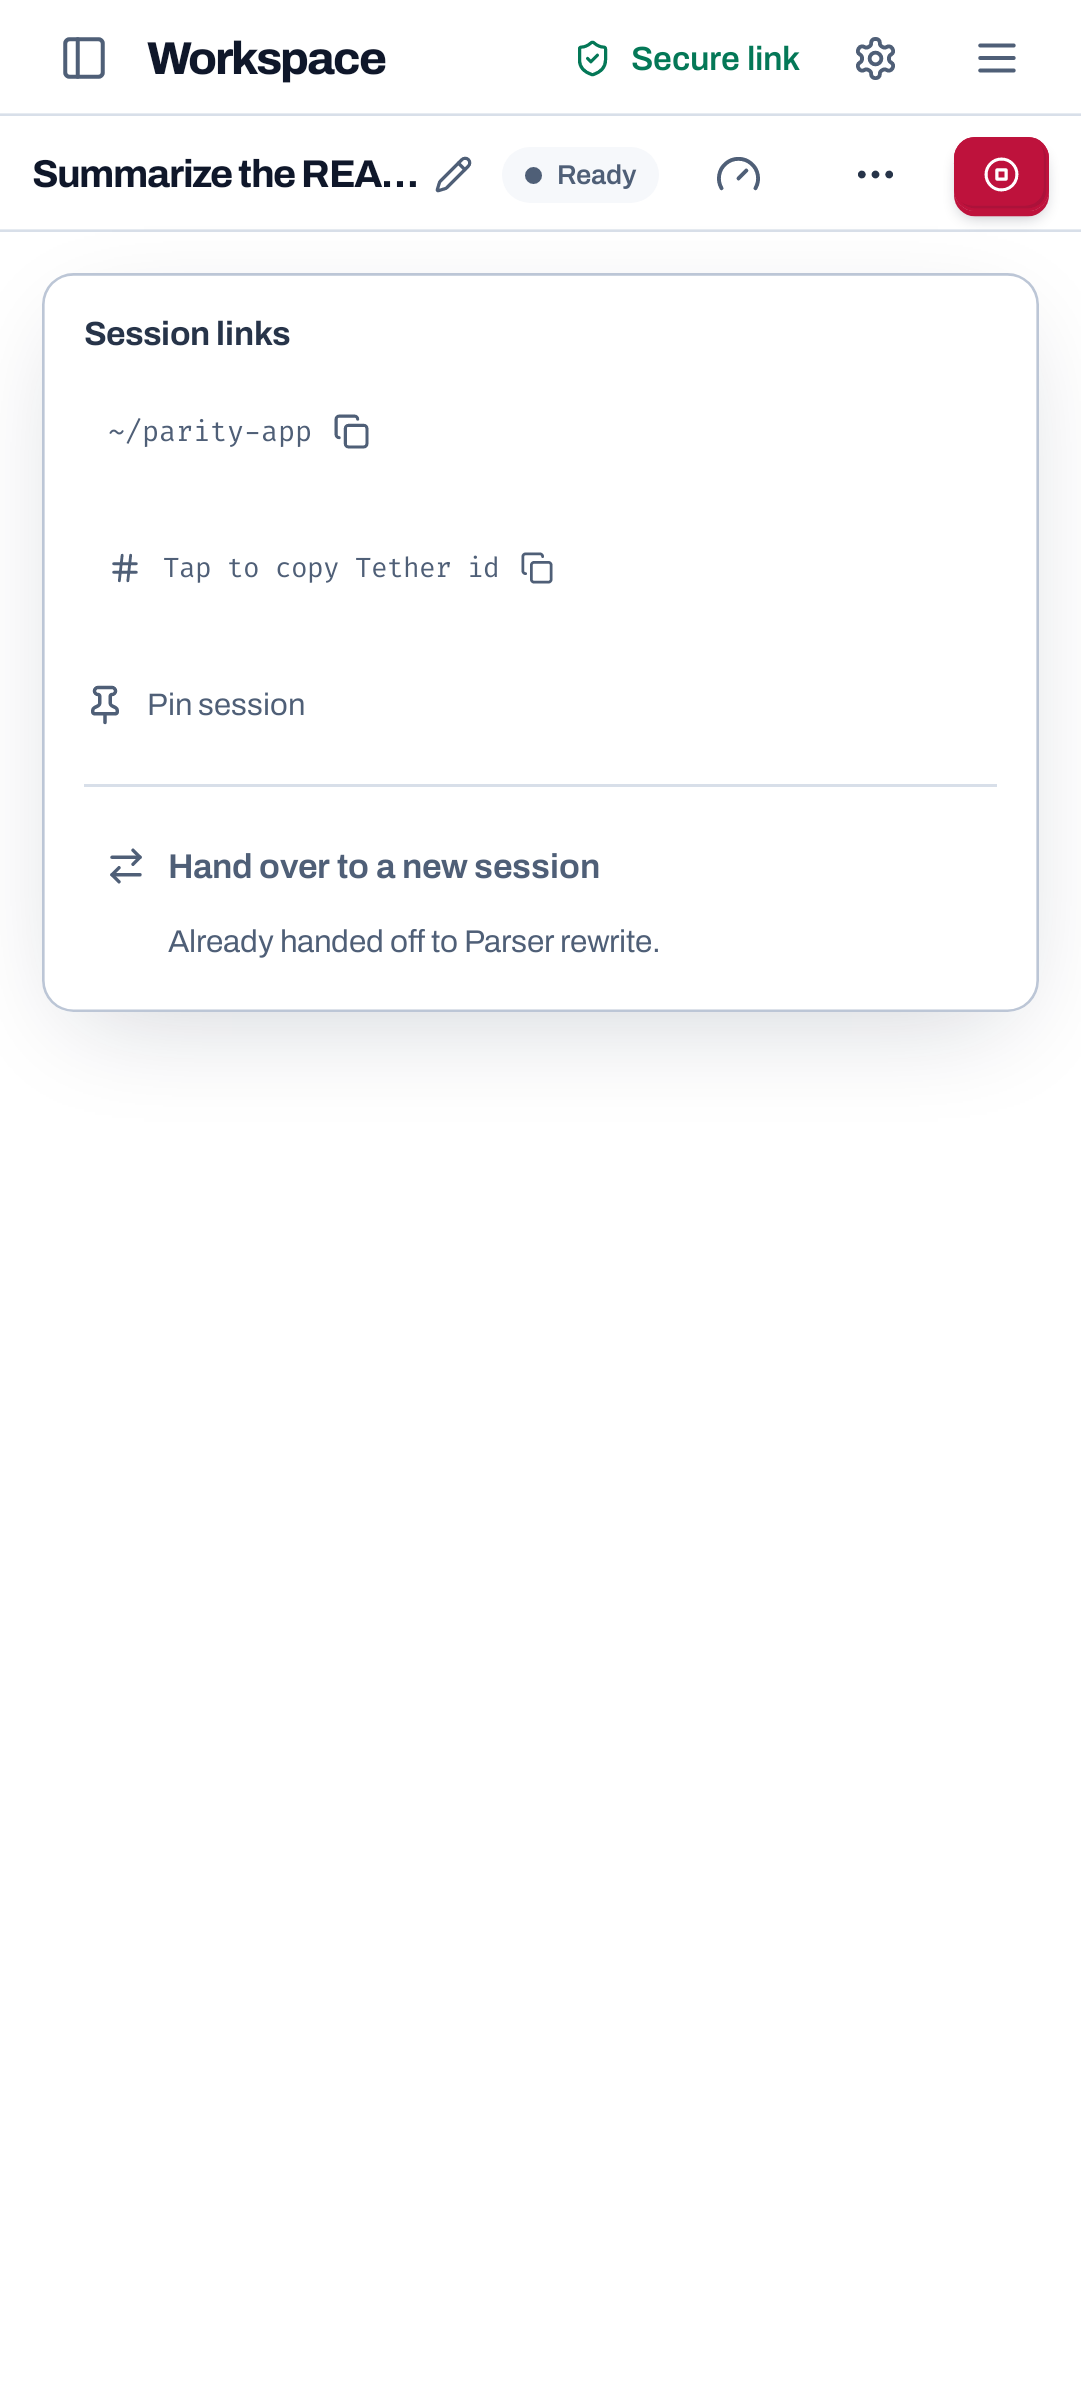 Workspace
Secure link
Summarize the REA...
Ready
Session links
~/parity-app
# Tap to copy Tether id
Pin session
Hand over to a new session
Already handed off to Parser rewrite.